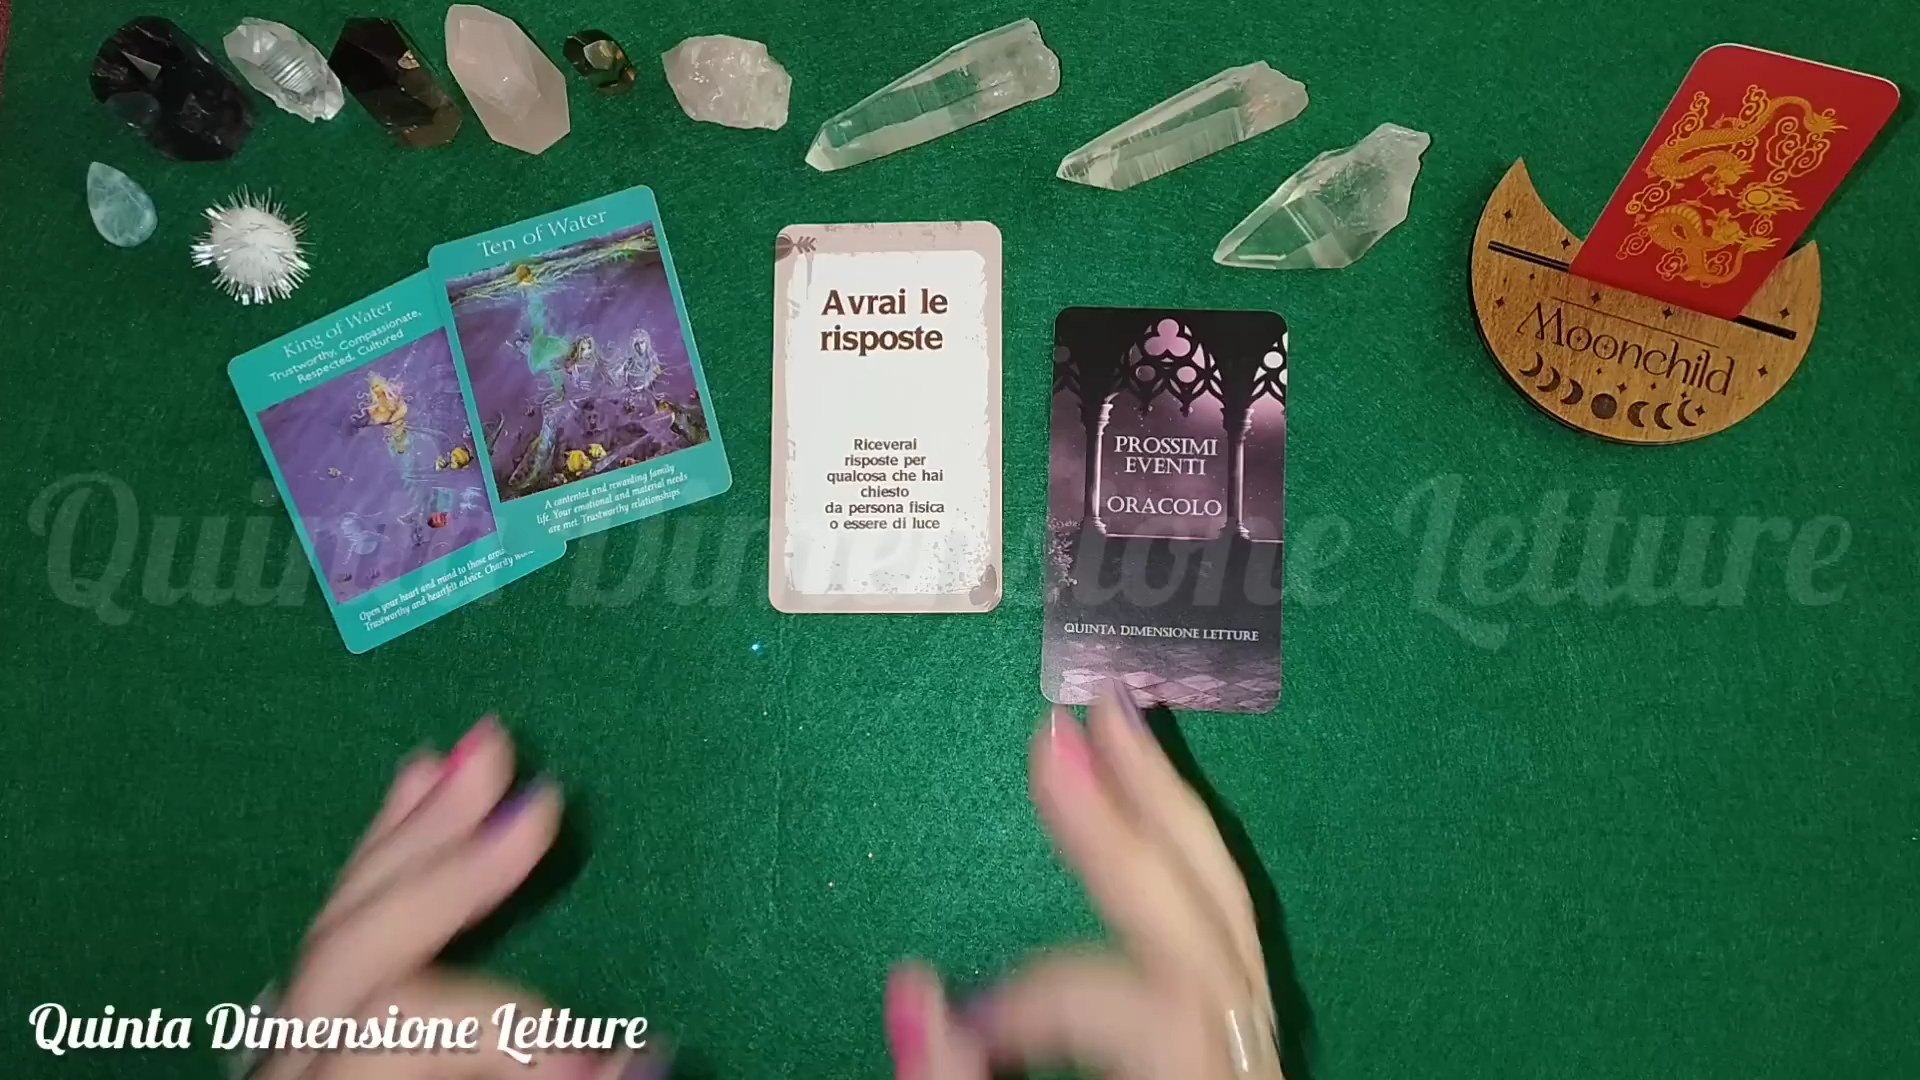 King of Water
Trustworthy, Compassionate,
Respected, Cultured
Open your heart and mind to those
Trustworthy and heartfelt advice. Charity
Ten of Water
A contented and rewarding family
life. Your emotional and material needs
are met. Trustworthy relationships.
Avrai le
risposte
Riceverai
risposte per
qualcosa che hai
chiesto
da persona fisica
o essere di luce
PROSSIMI
EVENTI
ORACOLO
QUINTA DIMENSIONE LETTURE
Moonchild
Quinta Dimensione Letture
Quinta Dimensione Letture